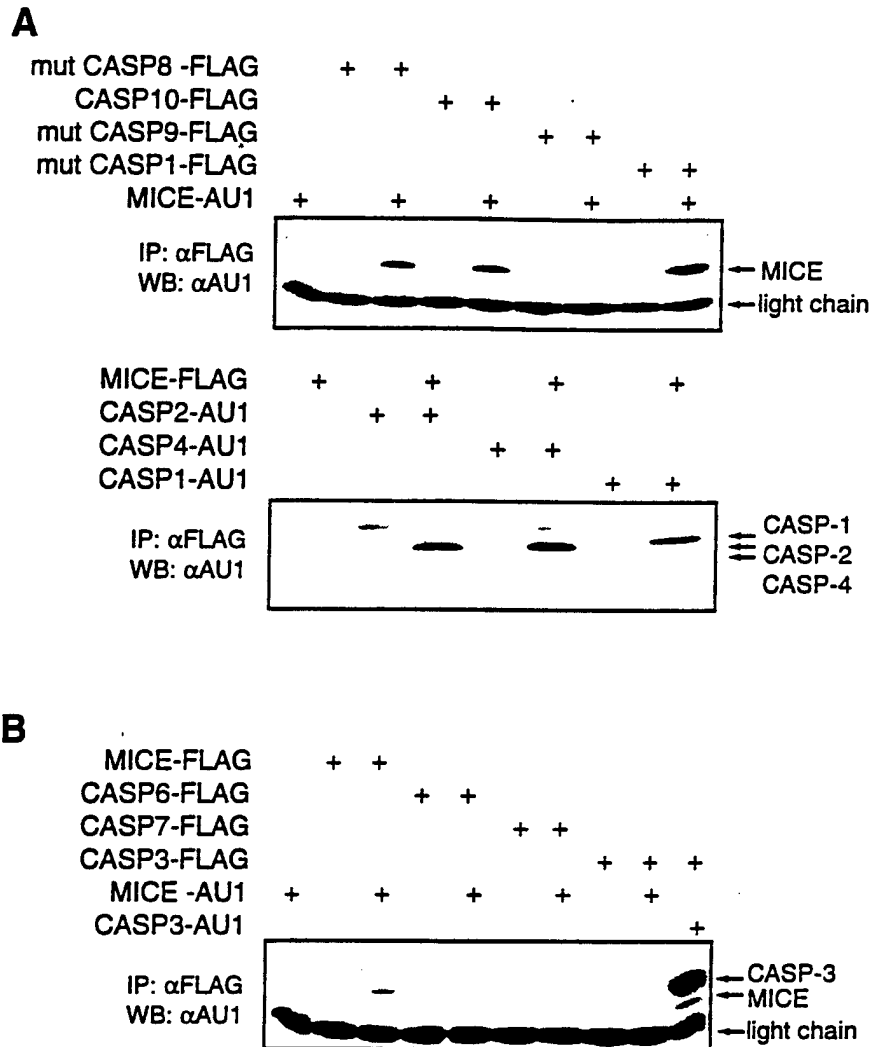 A
mut CASP8 -FLAG + +
CASP10-FLAG + +
mut CASP9-FLAG + +
mut CASP1-FLAG + +
MICE-AU1 + + + + +
IP: αFLAG
WB: αAU1
MICE
light chain
MICE-FLAG + + + +
CASP2-AU1 + +
CASP4-AU1 + +
CASP1-AU1 + +
IP: αFLAG
WB: αAU1
CASP-1
CASP-2
CASP-4
B
MICE-FLAG + +
CASP6-FLAG + +
CASP7-FLAG + +
CASP3-FLAG + + +
MICE -AU1 + + + + +
CASP3-AU1 +
IP: αFLAG
WB: αAU1
CASP-3
MICE
light chain